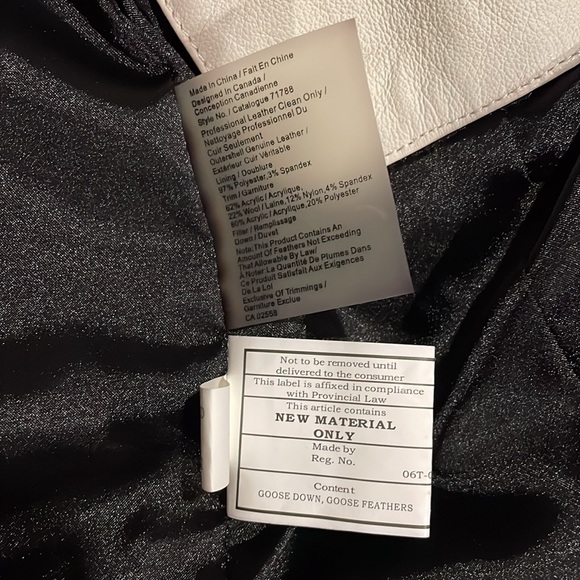 Made In China / Fait En Chine
Designed In Canada /
Conception Canadienne
Style No. / Catalogue 71788
Professional Leather Clean Only /
Nettoyage Professionnel Du
Cuir Seulement
Outershell Genuine Leather /
Extérieur Cuir Véritable
Lining / Doublure
97% Polyester,3% Spandex
Trim / Garniture
62% Acrylic / Acrylique,
22% Wool / Laine,12% Nylon,4% Spandex
80% Acrylic / Acrylique,20% Polyester
Filler / Remplissage
Down / Duvet
Note:This Product Contains An
Amount Of Feathers Not Exceeding
That Allowable By Law/
À Noter La Quantité De Plumes Dans
Ce Produit Satisfait Aux Exigences
De La Loi
Exclusive Of Trimmings /
Garniture Exclue
CA 02558
Not to be removed until
delivered to the consumer
This label is affixed in compliance
with Provincial Law
This article contains
NEW MATERIAL
ONLY
Made by
Reg. No.
06T-0
Content
GOOSE DOWN, GOOSE FEATHERS